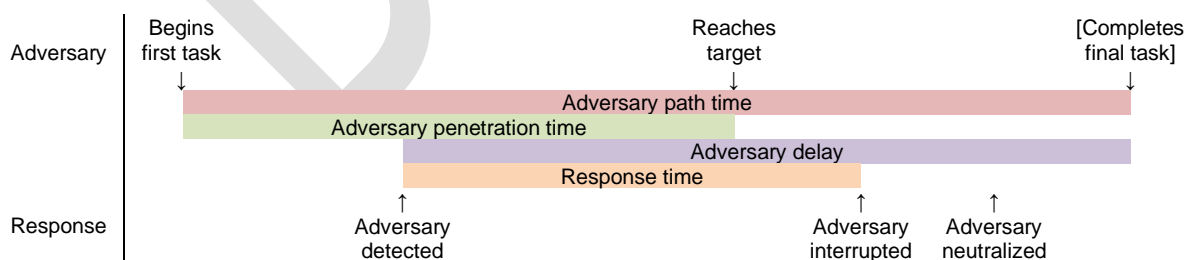 Begins
first task
Reaches
target
[Completes
final task]
Adversary
↓ ↓ ↓
Adversary path time
Adversary penetration time
Adversary delay
Response time
↑ ↑ ↑
Response
Adversary
detected
Adversary
interrupted
Adversary
neutralized